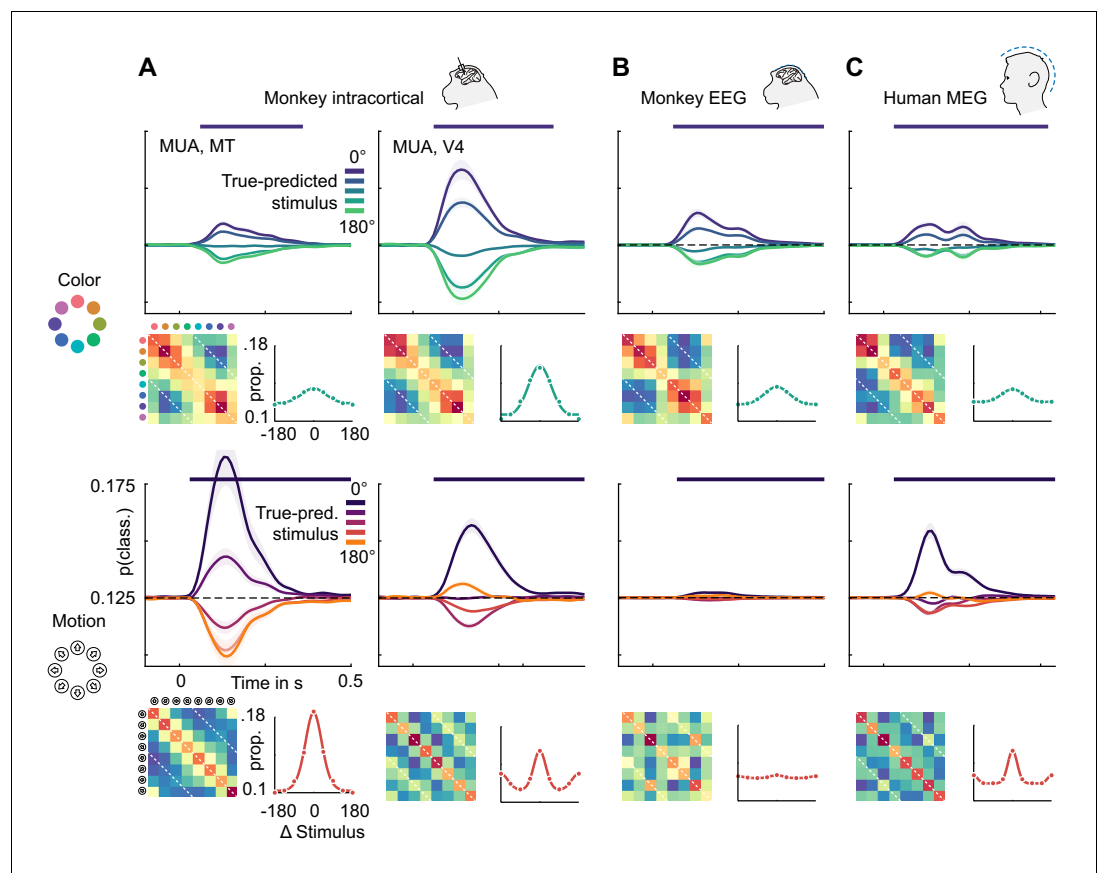 A
B
C
Monkey intracortical
Monkey EEG
Human MEG
MUA, MT
MUA, V4
0°
True-predicted
stimulus
180°
Color
.18
prop.
0.1
-180 0 180
0.175
p(class.)
0.125
0°
True-pred.
stimulus
180°
Motion
0 Time in s 0.5
.18
prop.
0.1
-180 0 180
Δ Stimulus